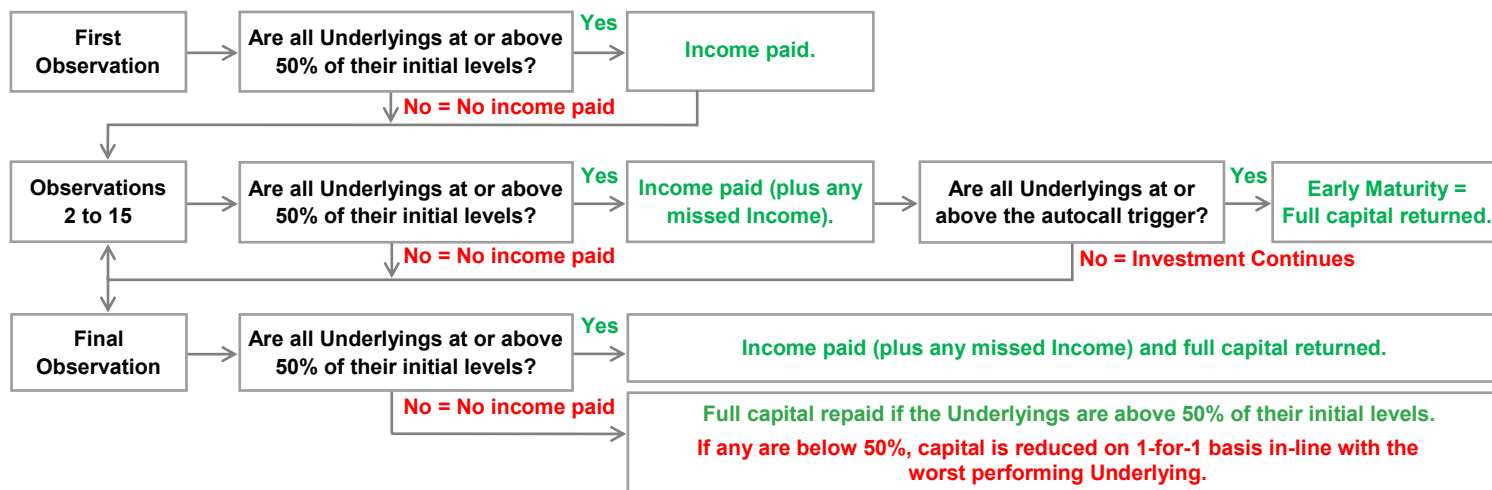 First
Observation
Are all Underlyings at or above
50% of their initial levels?
Yes
Income paid.
No = No income paid
Observations
2 to 15
Are all Underlyings at or above
50% of their initial levels?
Yes
Income paid (plus any
missed Income).
Are all Underlyings at or
above the autocall trigger?
Yes
Early Maturity =
Full capital returned.
No = No income paid
No = Investment Continues
Final
Observation
Are all Underlyings at or above
50% of their initial levels?
Yes
Income paid (plus any missed Income) and full capital returned.
No = No income paid
Full capital repaid if the Underlyings are above 50% of their initial levels.
If any are below 50%, capital is reduced on 1-for-1 basis in-line with the
worst performing Underlying.